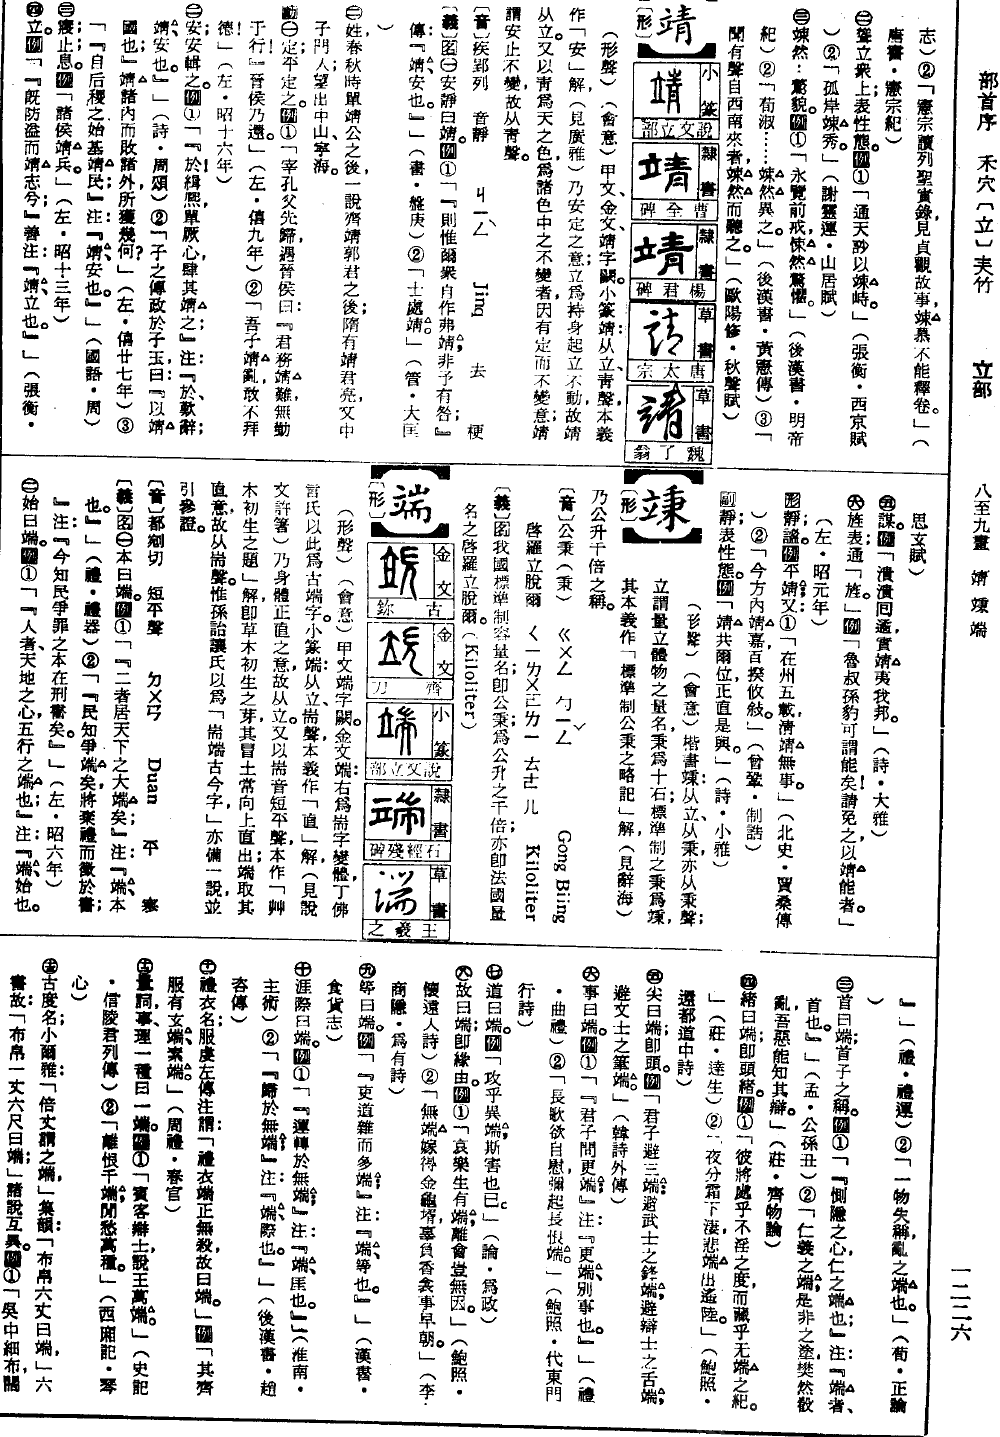 部首序　禾穴〔立〕夹竹　立部　八至九畫　靖竦端　一二二六
志）②「憲宗讀列聖實錄見貞觀故事竦慕不能釋卷。」（
唐書・憲宗紀）
㊁聳立衆上表性態例①「通天訬以竦峙。」（張衡・西京賦
）②「孤岸竦秀。」（謝靈運・山居賦）
㊂竦然：驚貌。例①「永覽前戒悚然驚懼。」（後漢書・明帝
紀）②「荀淑……竦然異之。」（後漢書・黃憲傳）③「
聞有聲自西南來者竦然而聽之。」（歐陽修・秋聲賦）
靖
〔形〕
小篆　說文立部
隸書　曹全碑
隸書　楊君碑
草書　唐太宗
草書　魏了翁
（形聲）（會意）甲文、金文靖字闕。小篆靖：从立、青聲。本義
作「安」解，（見廣雅）乃安定之意。立爲持身起立不動，故靖
从立。又以青爲天之色，爲諸色中之不變者，因有定而不變意；靖
謂安止不變，故从青聲。
〔音〕疾郢列　音靜　ㄐㄧㄥˋ　Jing　去　梗
〔義〕名㊀安靜曰靖。例①「『則惟爾衆自作弗靖，非予有咎。』
傳：『靖，安也。』」（書・盤庚）②「士處靖。」（管・大匡
）
㊁姓。春秋時單靖公之後；一說齊靖郭君之後。隋有靖君亮。文中
子門人望出中山、寧海。
動㊀定；平定之。例①「宰孔父先歸，遇晉侯曰：『君務靖難，無勤
于行。』晉侯乃還。」（左・僖九年）②「吾子靖亂，敢不拜
德！」（左・昭十六年）
㊁安；安輯之。例①「『於緝熙，單厥心，肆其靖之。』注：『於歎辭；
靖安也。』」（詩・周頌）②「子之傳政於子玉，曰：『以靖
國也。』靖諸內而敗諸外，所獲幾何？」（左・僖廿七年）③
「『自后稷之始基靖民。』注：『靖安也。』」（國語・周）
㊂寢；止息。例「諸侯靖兵。」（左・昭十三年）
㊃立。例「『既防溢而靖志兮。』善注：『靖立也。』」（張衡・
思玄賦）
㊄謀。例「潰潰回遹，實靖夷我邦。」（詩・大雅）
㊅旌；表通「旌」。例「魯叔孫豹可謂能矣，請免之以靖能者。」
（左・昭元年）
形靜謐；平靖又：①「在州五載，清靖無事。」（北史・賈桑傳
）②「今方內靖嘉，百揆攸敍。」（曾鞏・制誥）
副靜；表性態。例「靖共爾位，正直是與。」（詩・小雅）
竦
〔形〕
（形聲）（會意）楷書竦：从立、从秉，亦从秉聲；
立謂量立體物之量名，秉爲十石標準制之秉爲竦，
其本義作「標準制公秉之略記」解，（見辭海）
乃公升千倍之稱。
〔音〕公秉（秉）　ㄍㄨㄥ　ㄅㄧㄥˇ　Gong Biing
啓羅立脫爾　ㄑㄧㄌㄨㄛㄌㄧ　ㄊㄜㄦ　Kiloliter
〔義〕名我國標準制容量名，卽公秉，爲公升之千倍；亦卽法國量
名之啓羅立脫爾。（Kiloliter）
端
〔形〕
金文　古鉨
金文　齊刀
小篆　說文立部
隸書　石經殘碑
草書　王羲之
（形聲）（會意）甲文端字闕。金文端：右爲耑字變體，丁佛
言氏以此爲古端字。小篆端：从立、耑聲。本義作「直」解，（見說
文許箸）乃身體正直之意，故从立。又以耑音短平聲，本作「艸
木初生之題」解，卽草木初生之芽，其冒土常向上直出，端取其
直意，故从耑聲。惟孫詒讓氏以爲「耑端古今字」，亦備一說，並
引參證。
〔音〕都剜切　短平聲　ㄉㄨㄢ　Duan　平　寒
〔義〕名㊀本曰端。例①「『二者居天下之大端矣。』注：『端，本
也。』」（禮・禮器）②「『民知爭端矣，將棄禮而徵於書；
』注：『今知民爭罪之本在刑書矣。』」（左・昭六年）
㊁始曰端。例①「『人者，天地之心，五行之端也。』注：『端，始也。
』」（禮・禮運）②「一物失稱，亂之端也。」（荀・正論
）
㊂首曰端；首子之稱。例①「『惻隱之心，仁之端也。』注：『端者，
首也。』」（孟・公孫丑）②「仁義之端，是非之塗，樊然殽
亂，吾惡能知其辯。」（莊・齊物論）
㊃緒曰端；卽頭緒。例①「彼將處乎不淫之度，而藏乎无端之紀。
」（莊・達生）②「夜分霜下淒，悲端出遙陸。」（鮑照・
還都道中詩）
㊄尖曰端；卽頭。例「君子避三端：避武士之鋒端，避辯士之舌端，
避文士之筆端。」（韓詩外傳）
㊅事曰端。例①「『君子問更端。』注：『更端，別事也。』」（禮
・曲禮）②「長歌欲自慰，彌起長恨端。」（鮑照・代東門
行詩）
㊆道曰端。例「攻乎異端，斯害也已。」（論・爲政）
㊇故曰端；卽緣由。例①「哀樂生有端，離會豈無因。」（鮑照・
懷遠人詩）②「無端嫁得金龜壻，辜負香衾事早朝。」（李
商隱・爲有詩）
㊈等曰端。例「『吏道雜而多端。』注：『端，等也。』」（漢書・
食貨志）
㊉涯際曰端。例①「『運轉於無端。』注：『端，厓也。』」（淮南・
主術）②「『歸於無端。』注：『端，際也。』」（後漢書・趙
咨傳）
㊉㊀禮衣名。服虔左傳注：「禮衣端正無殺，故曰端。」例「其齊
服有玄端、素端。」（周禮・春官）
㊉㊁量詞；事、理一種曰一端。例①「賓客辯士說王萬端。」（史記
・信陵君列傳）②「離恨千端，閒愁萬種。」（西廂記・琴
心）
㊉㊂古度名。小爾雅：「倍丈謂之端，」集韻：「布帛六丈曰端，」六
書故：「布帛一丈六尺曰端，」諸說互異。例①「吳中細布，闊